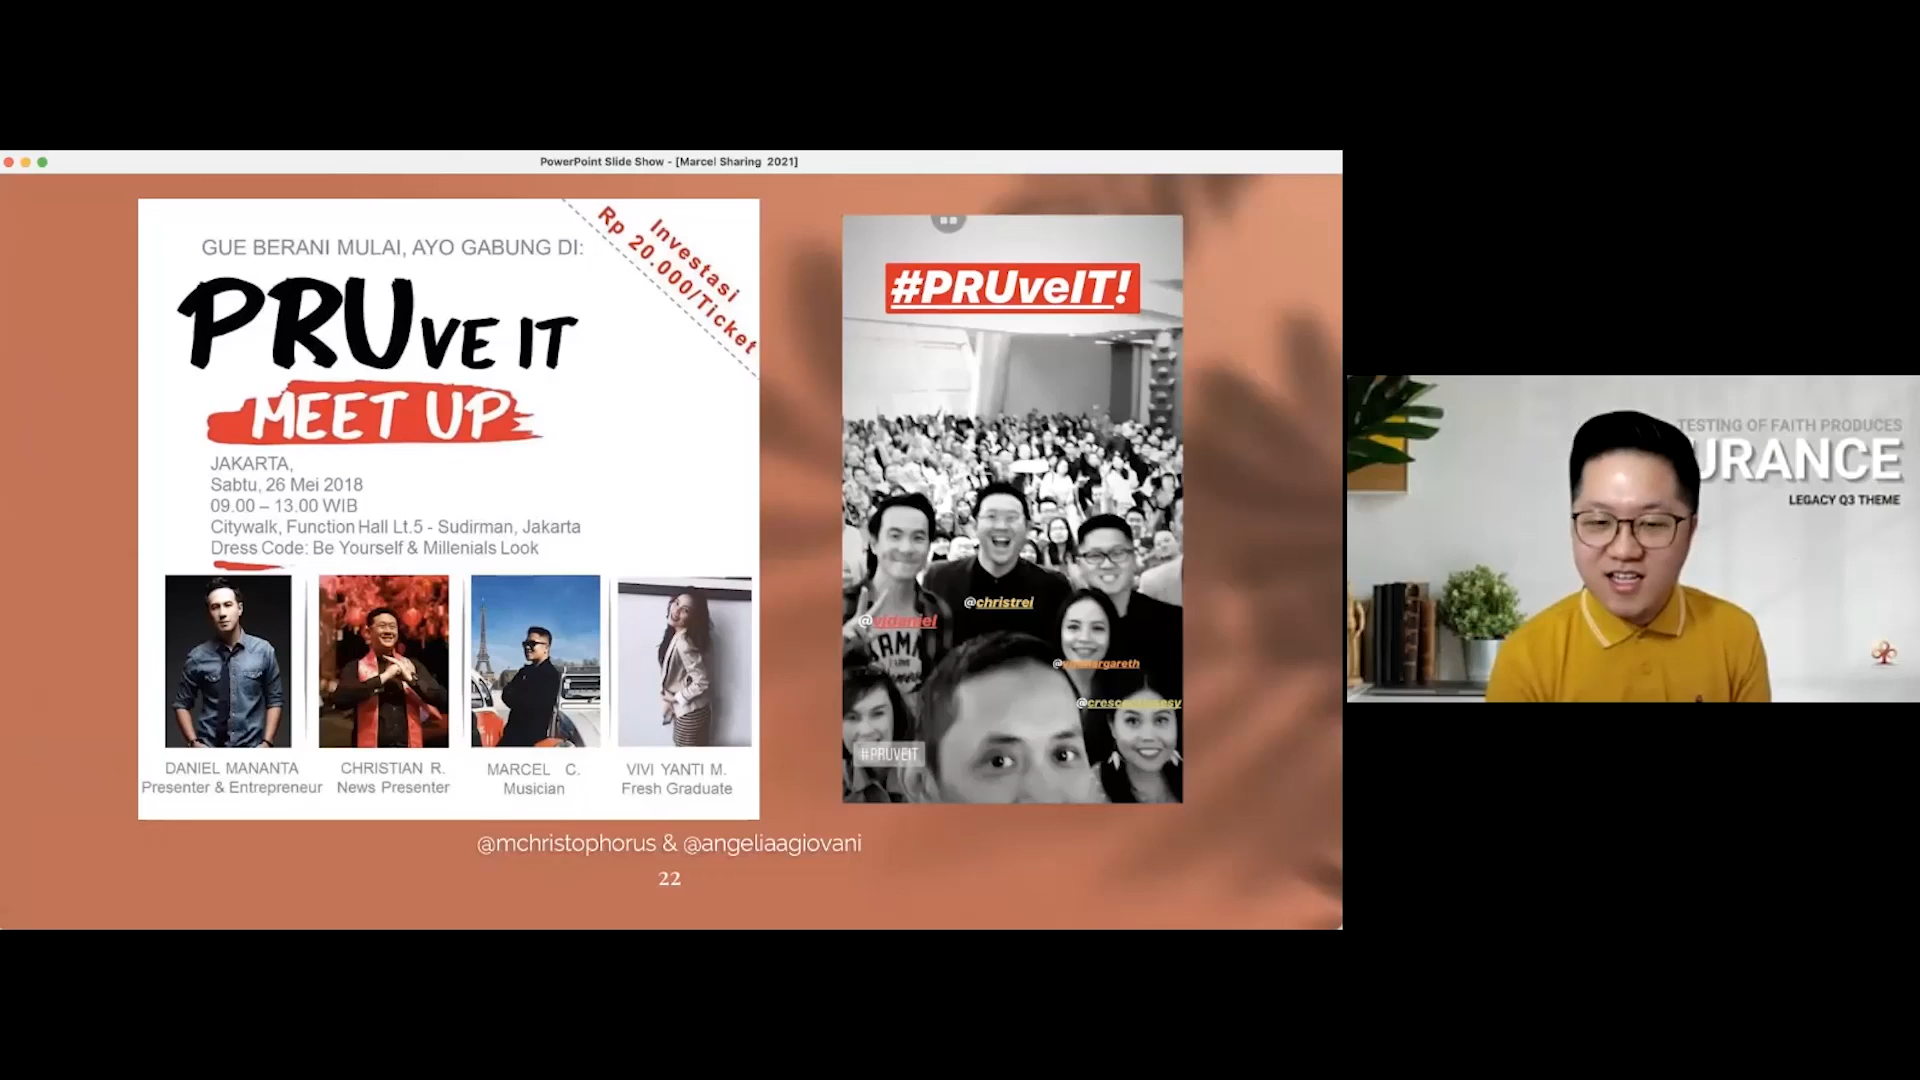 PowerPoint Slide Show - [Marcel Sharing 2021]
GUE BERANI MULAI, AYO GABUNG DI:
Investasi
Rp 20.000/Ticket
PRUVE IT
MEET UP
JAKARTA,
Sabtu, 26 Mei 2018
09.00 – 13.00 WIB
Citywalk, Function Hall Lt.5 - Sudirman, Jakarta
Dress Code: Be Yourself & Millenials Look
DANIEL MANANTA
Presenter & Entrepreneur
CHRISTIAN R.
News Presenter
MARCEL C.
Musician
VIVI YANTI M.
Fresh Graduate
#PRUveIT!
@christrei
@vjdaniel
#PRUVEIT
@mchristophorus & @angeliaagiovani
22
TESTING OF FAITH PRODUCES
URANCE
LEGACY Q3 THEME